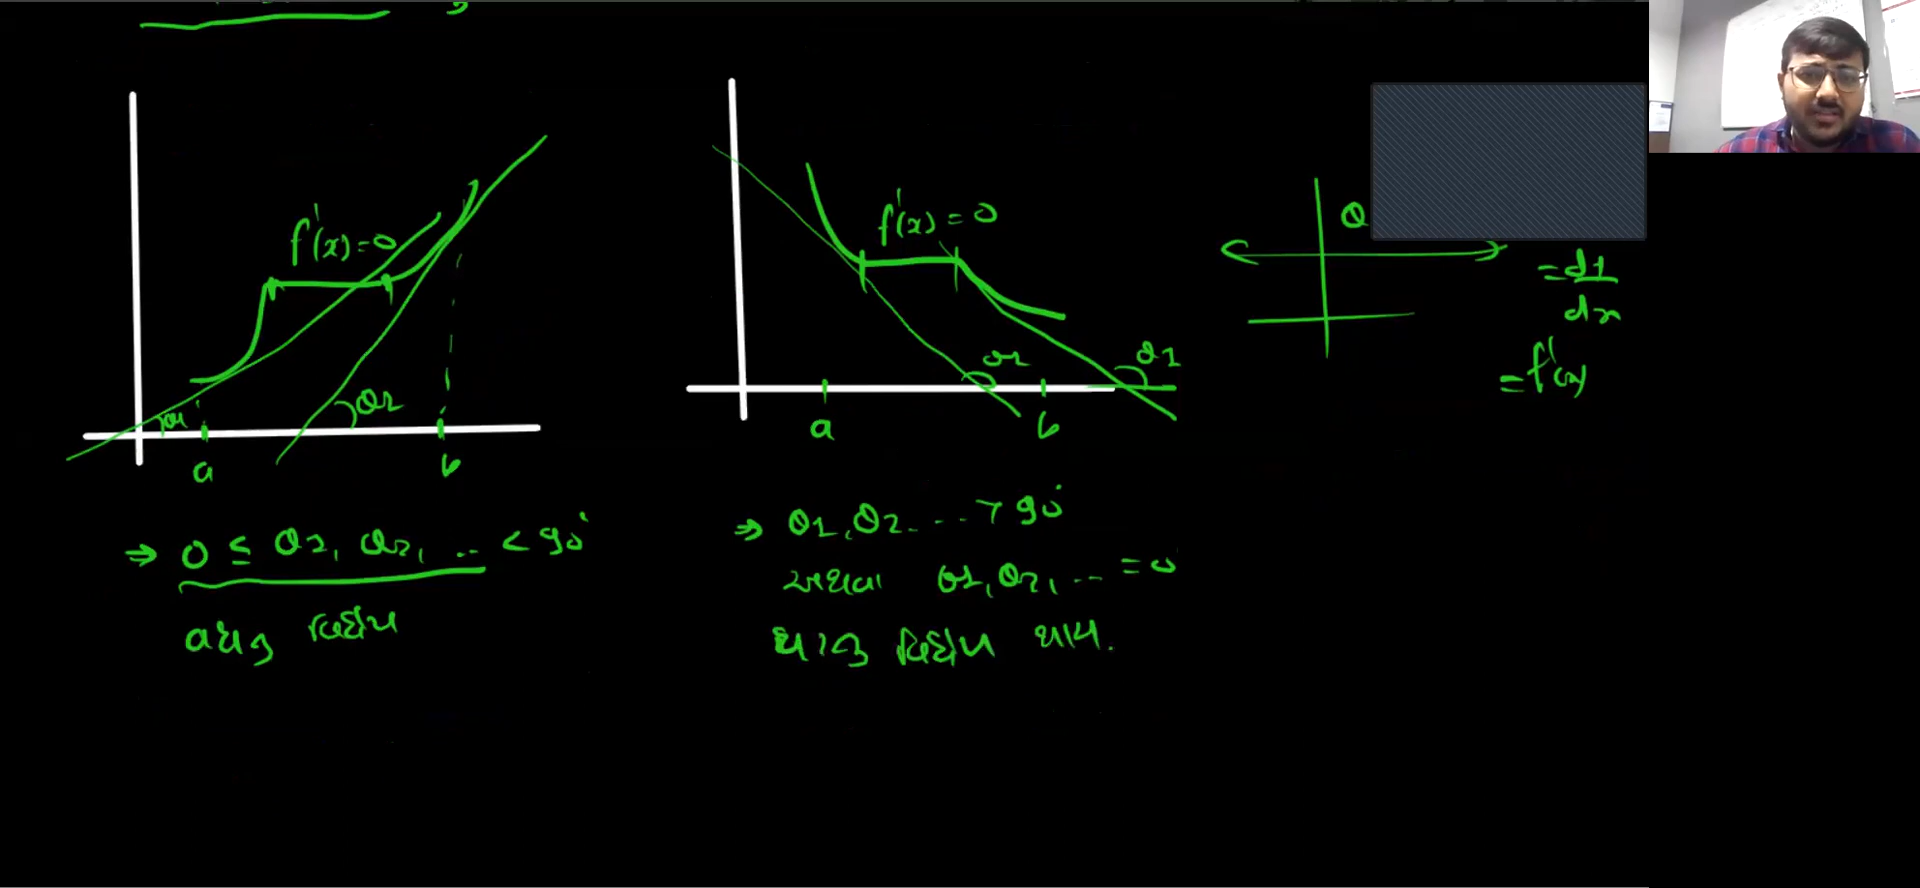 f'(x)=0
θ1
θ2
a
b
⇒ 0 ≤ θ1, θ2, .. < 90°
વધતું વિધેય
f'(x) = 0
θ2
θ1
a
b
⇒ θ1, θ2 ... > 90°
અથવા θ1, θ2, ... = 0
ઘટતું વિધેય થાય.
θ
= dy
dx
= f'(x)